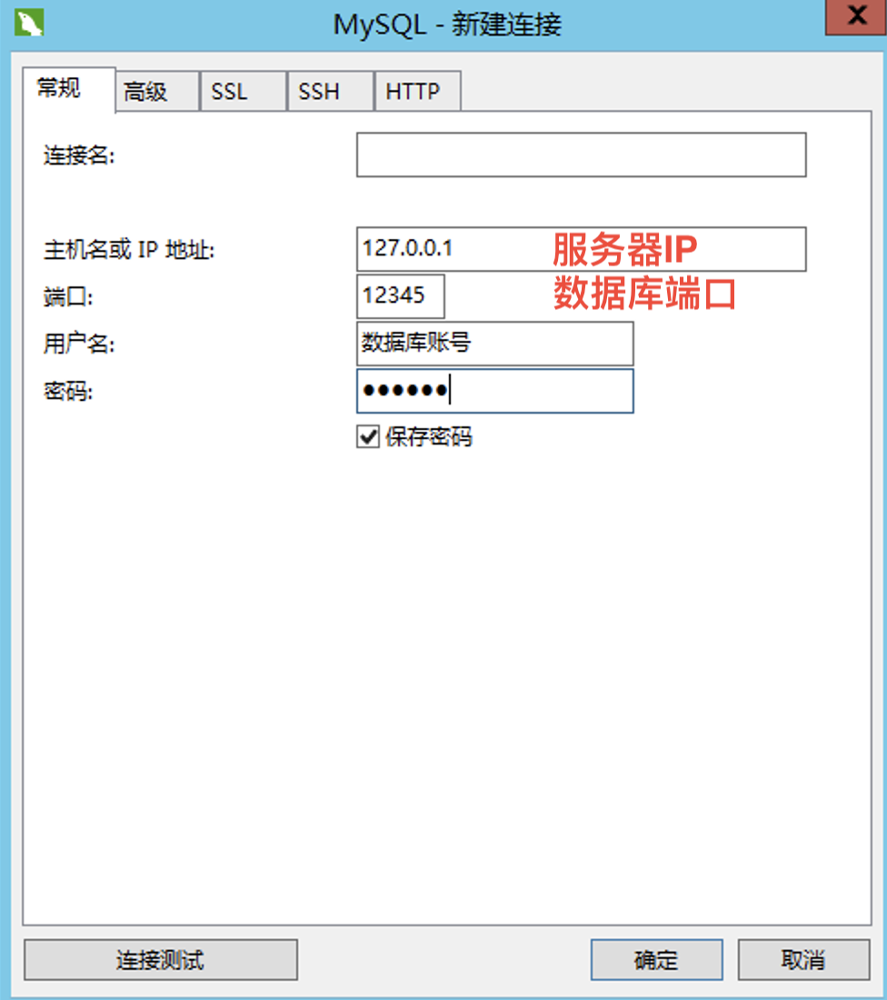 MySQL - 新建连接
常规 高级 SSL SSH HTTP
连接名:
主机名或 IP 地址: 127.0.0.1 服务器IP
端口: 12345 数据库端口
用户名: 数据库账号
密码: ●●●●●●
保存密码
连接测试 确定 取消